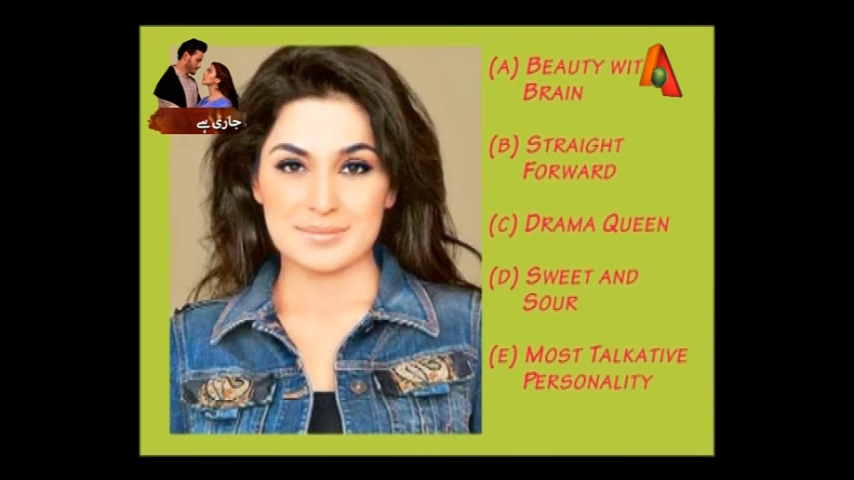 جاری ہے
(A) BEAUTY WIT
BRAIN
(B) STRAIGHT
FORWARD
(C) DRAMA QUEEN
(D) SWEET AND
SOUR
(E) MOST TALKATIVE
PERSONALITY